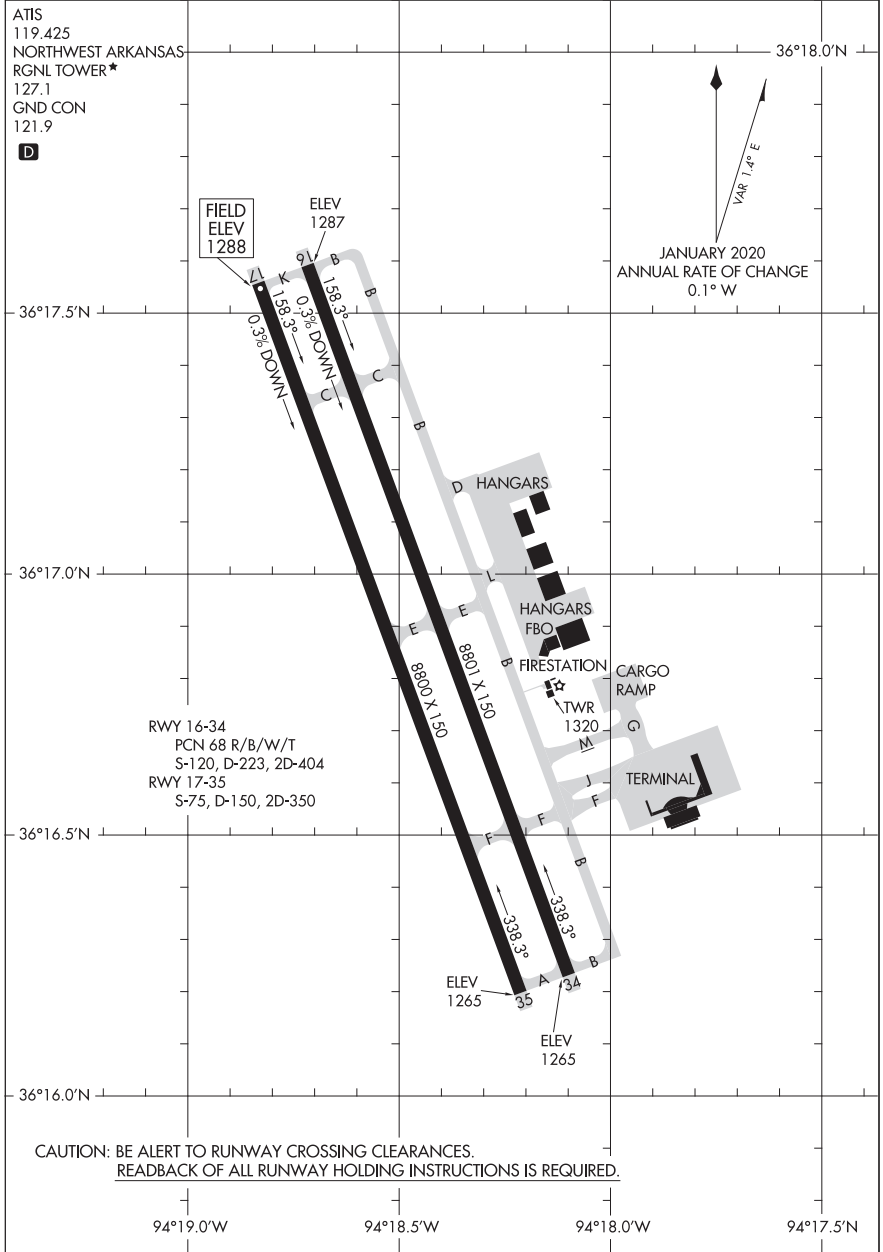 ATIS
119.425
NORTHWEST ARKANSAS
RGNL TOWER★
127.1
GND CON
121.9
D
36°18.0'N
VAR 1.4° E
JANUARY 2020
ANNUAL RATE OF CHANGE
0.1° W
FIELD
ELEV
1288
ELEV
1287
17
K
16
B
B
158.3°
158.3°
0.3% DOWN
0.3% DOWN
36°17.5'N
C
C
B
D
HANGARS
36°17.0'N
L
E
E
HANGARS
FBO
B
FIRESTATION
8800 X 150
8801 X 150
CARGO
RAMP
TWR
1320
G
M
J
F
TERMINAL
RWY 16-34
PCN 68 R/B/W/T
S-120, D-223, 2D-404
RWY 17-35
S-75, D-150, 2D-350
36°16.5'N
F
F
B
338.3°
338.3°
B
A
ELEV
1265
35
34
ELEV
1265
36°16.0'N
CAUTION: BE ALERT TO RUNWAY CROSSING CLEARANCES.
READBACK OF ALL RUNWAY HOLDING INSTRUCTIONS IS REQUIRED.
94°19.0'W
94°18.5'W
94°18.0'W
94°17.5'W